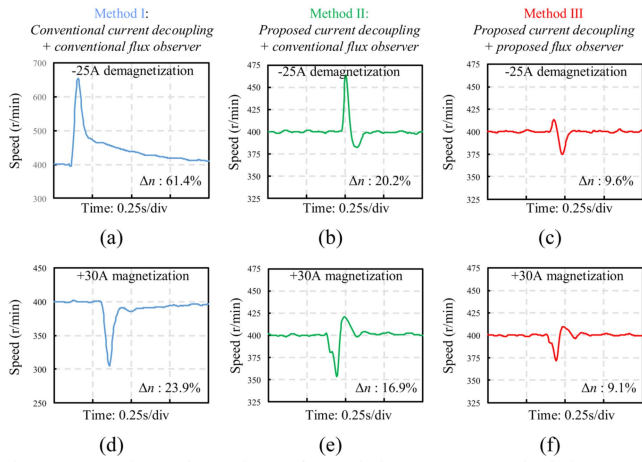 Method I:
Conventional current decoupling
+ conventional flux observer
Method II:
Proposed current decoupling
+ conventional flux observer
Method III
Proposed current decoupling
+ proposed flux observer
-25A demagnetization
700
600
500
400
300
Speed (r/min)
Δn : 61.4%
Time: 0.25s/div
(a)
-25A demagnetization
475
450
425
400
375
350
325
Speed (r/min)
Δn : 20.2%
Time: 0.25s/div
(b)
-25A demagnetization
475
450
425
400
375
350
325
Speed (r/min)
Δn : 9.6%
Time: 0.25s/div
(c)
+30A magnetization
450
400
350
300
250
Speed (r/min)
Δn : 23.9%
Time: 0.25s/div
(d)
+30A magnetization
475
450
425
400
375
350
325
Speed (r/min)
Δn : 16.9%
Time: 0.25s/div
(e)
+30A magnetization
475
450
425
400
375
350
325
Speed (r/min)
Δn : 9.1%
Time: 0.25s/div
(f)